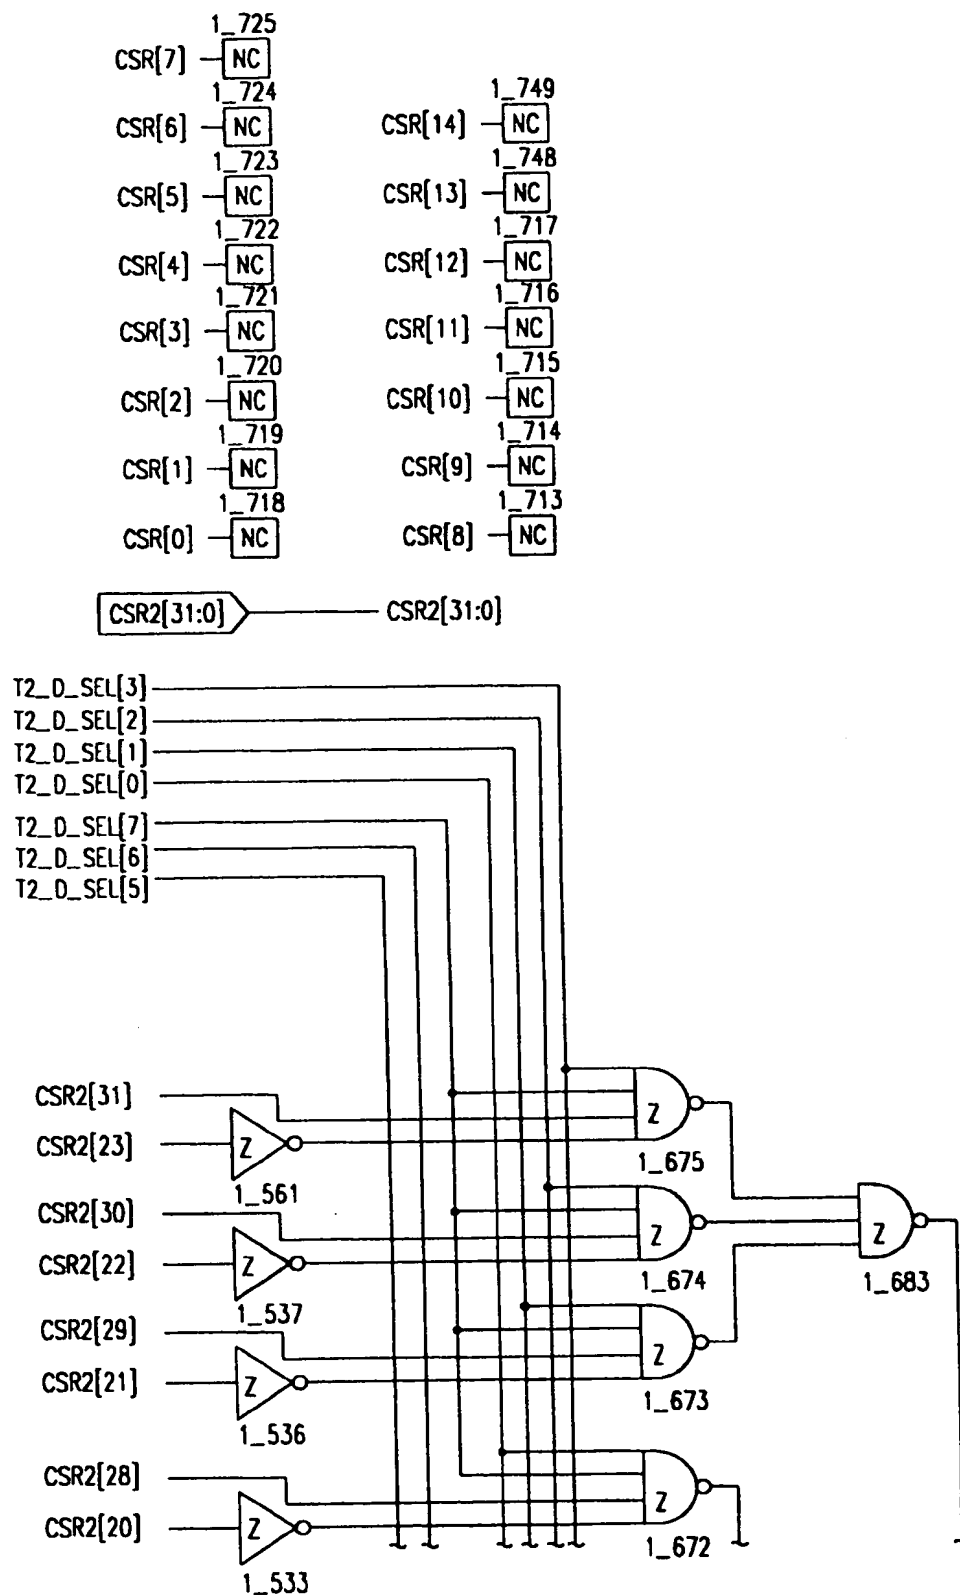 1_725
CSR[7] NC
1_724
CSR[6] NC
1_723
CSR[5] NC
1_722
CSR[4] NC
1_721
CSR[3] NC
1_720
CSR[2] NC
1_719
CSR[1] NC
1_718
CSR[0] NC
1_749
CSR[14] NC
1_748
CSR[13] NC
1_717
CSR[12] NC
1_716
CSR[11] NC
1_715
CSR[10] NC
1_714
CSR[9] NC
1_713
CSR[8] NC
CSR2[31:0] CSR2[31:0]
T2_D_SEL[3]
T2_D_SEL[2]
T2_D_SEL[1]
T2_D_SEL[0]
T2_D_SEL[7]
T2_D_SEL[6]
T2_D_SEL[5]
CSR2[31]
Z
CSR2[23] Z
1_675
1_561
CSR2[30]
Z
Z
CSR2[22] Z
1_674
1_683
1_537
CSR2[29]
Z
CSR2[21] Z
1_673
1_536
CSR2[28]
Z
CSR2[20] Z
1_672
1_533